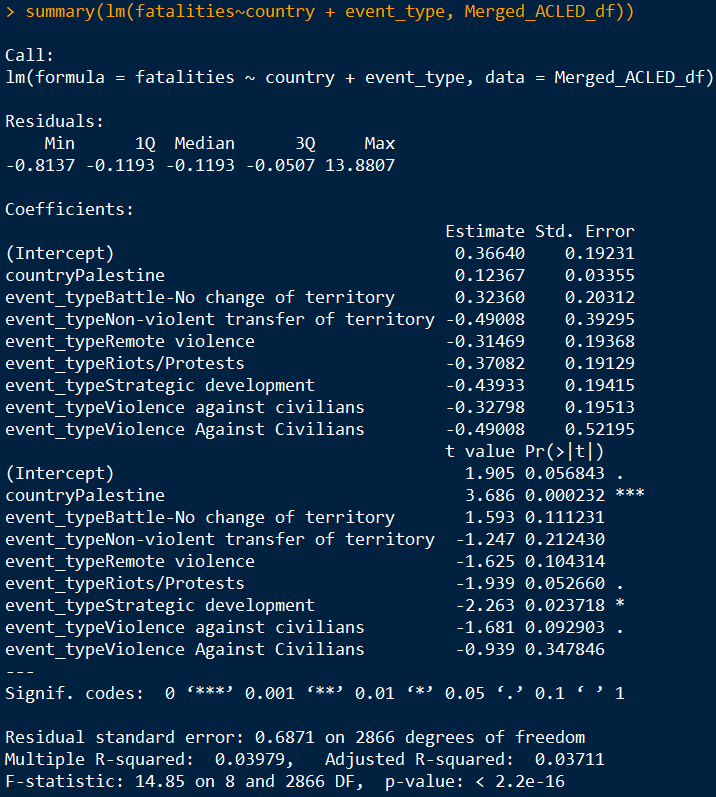 > summary(lm(fatalities~country + event_type, Merged_ACLED_df))
Call:
lm(formula = fatalities ~ country + event_type, data = Merged_ACLED_df)
Residuals:
Min 1Q Median 3Q Max
-0.8137 -0.1193 -0.1193 -0.0507 13.8807
Coefficients:
Estimate Std. Error
(Intercept) 0.36640 0.19231
countryPalestine 0.12367 0.03355
event_typeBattle-No change of territory 0.32360 0.20312
event_typeNon-violent transfer of territory -0.49008 0.39295
event_typeRemote violence -0.31469 0.19368
event_typeRiots/Protests -0.37082 0.19129
event_typeStrategic development -0.43933 0.19415
event_typeViolence against civilians -0.32798 0.19513
event_typeViolence Against Civilians -0.49008 0.52195
t value Pr(>|t|)
(Intercept) 1.905 0.056843 .
countryPalestine 3.686 0.000232 ***
event_typeBattle-No change of territory 1.593 0.111231
event_typeNon-violent transfer of territory -1.247 0.212430
event_typeRemote violence -1.625 0.104314
event_typeRiots/Protests -1.939 0.052660 .
event_typeStrategic development -2.263 0.023718 *
event_typeViolence against civilians -1.681 0.092903 .
event_typeViolence Against Civilians -0.939 0.347846
---
Signif. codes: 0 ‘***’ 0.001 ‘**’ 0.01 ‘*’ 0.05 ‘.’ 0.1 ‘ ’ 1
Residual standard error: 0.6871 on 2866 degrees of freedom
Multiple R-squared: 0.03979, Adjusted R-squared: 0.03711
F-statistic: 14.85 on 8 and 2866 DF, p-value: < 2.2e-16